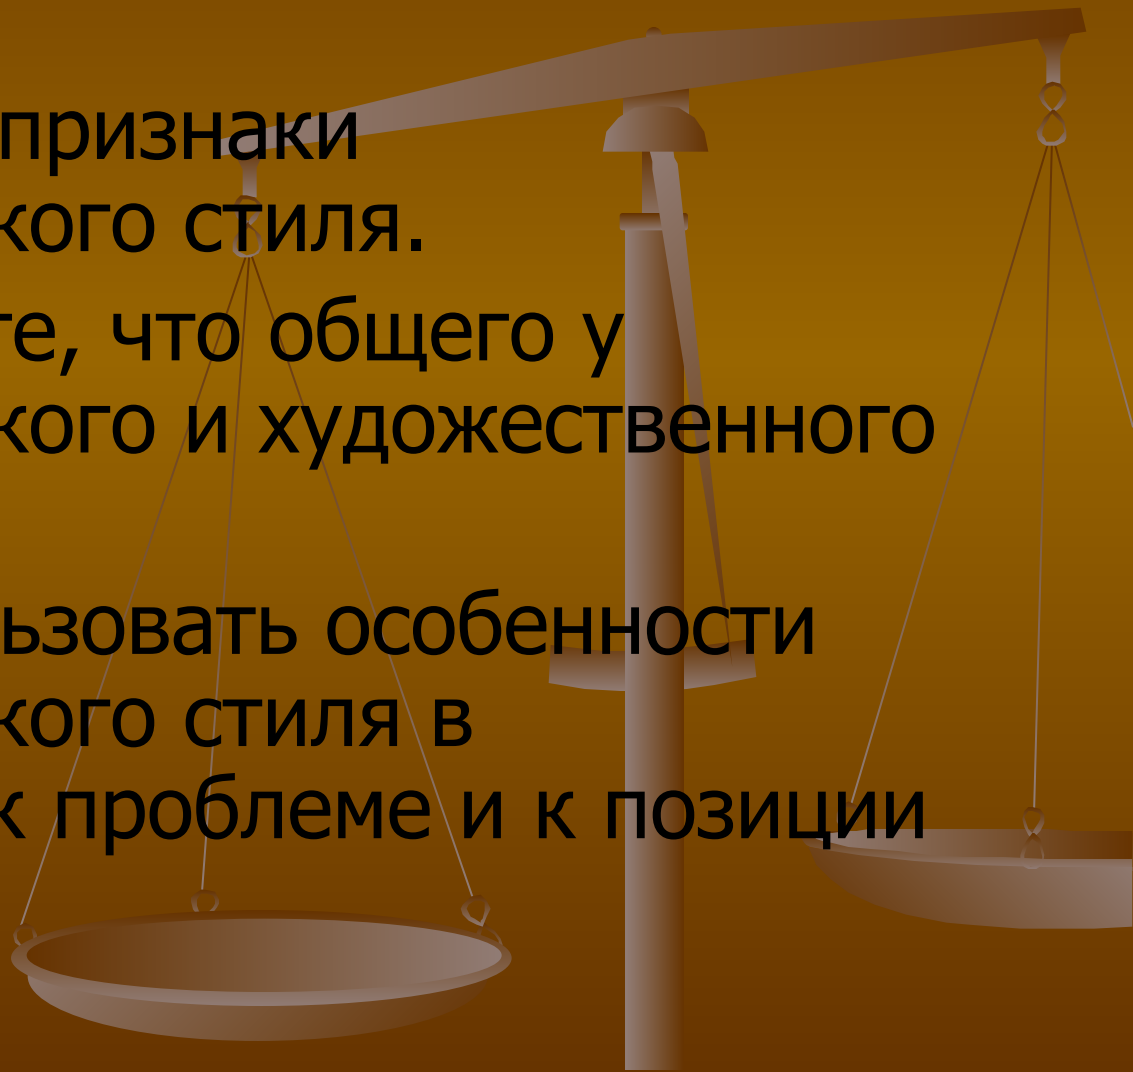 признаки
кого стиля.
те, что общего у
кого и художественного
ьзовать особенности
кого стиля в
к проблеме и к позиции